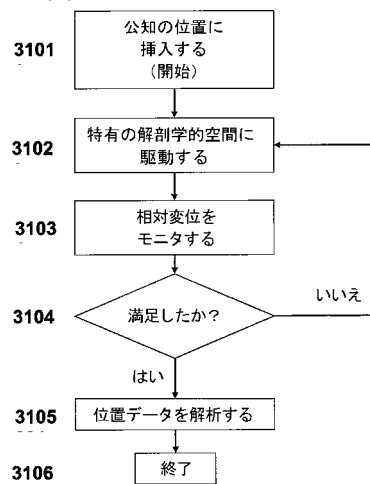 3101
公知の位置に
挿入する
(開始)
3102
特有の解剖学的空間に
駆動する
3103
相対変位を
モニタする
3104
満足したか？
いいえ
はい
3105
位置データを解析する
3106
終了